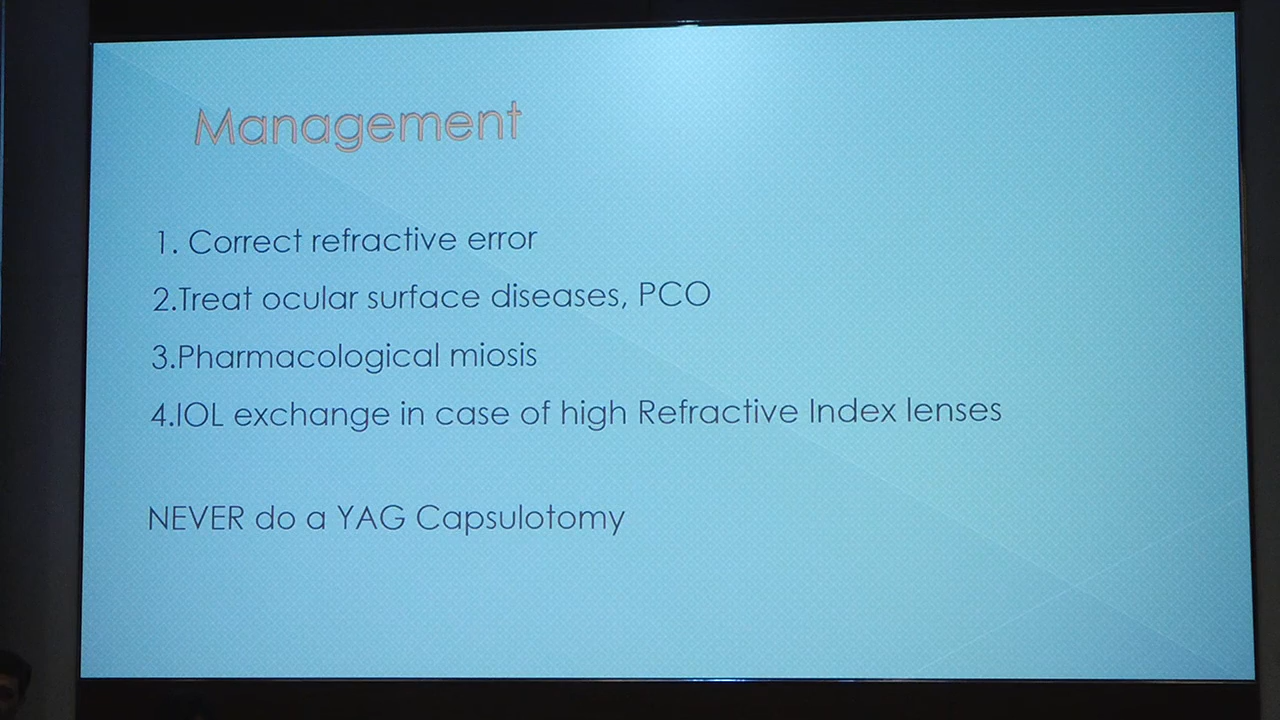 Management
1. Correct refractive error
2.Treat ocular surface diseases, PCO
3.Pharmacological miosis
4.IOL exchange in case of high Refractive Index lenses
NEVER do a YAG Capsulotomy